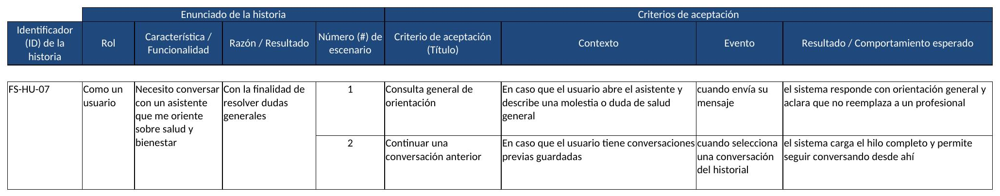 Enunciado de la historia
Criterios de aceptación
Identificador
(ID) de la
historia
Rol
Característica /
Funcionalidad
Razón / Resultado
Número (#) de
escenario
Criterio de aceptación
(Título)
Contexto
Evento
Resultado / Comportamiento esperado
FS-HU-07
Como un
usuario
Necesito conversar
con un asistente
que me oriente
sobre salud y
bienestar
Con la finalidad de
resolver dudas
generales
1
Consulta general de
orientación
En caso que el usuario abre el asistente y
describe una molestia o duda de salud
general
cuando envía su
mensaje
el sistema responde con orientación general y
aclara que no reemplaza a un profesional
2
Continuar una
conversación anterior
En caso que el usuario tiene conversaciones
previas guardadas
cuando selecciona
una conversación
del historial
el sistema carga el hilo completo y permite
seguir conversando desde ahí